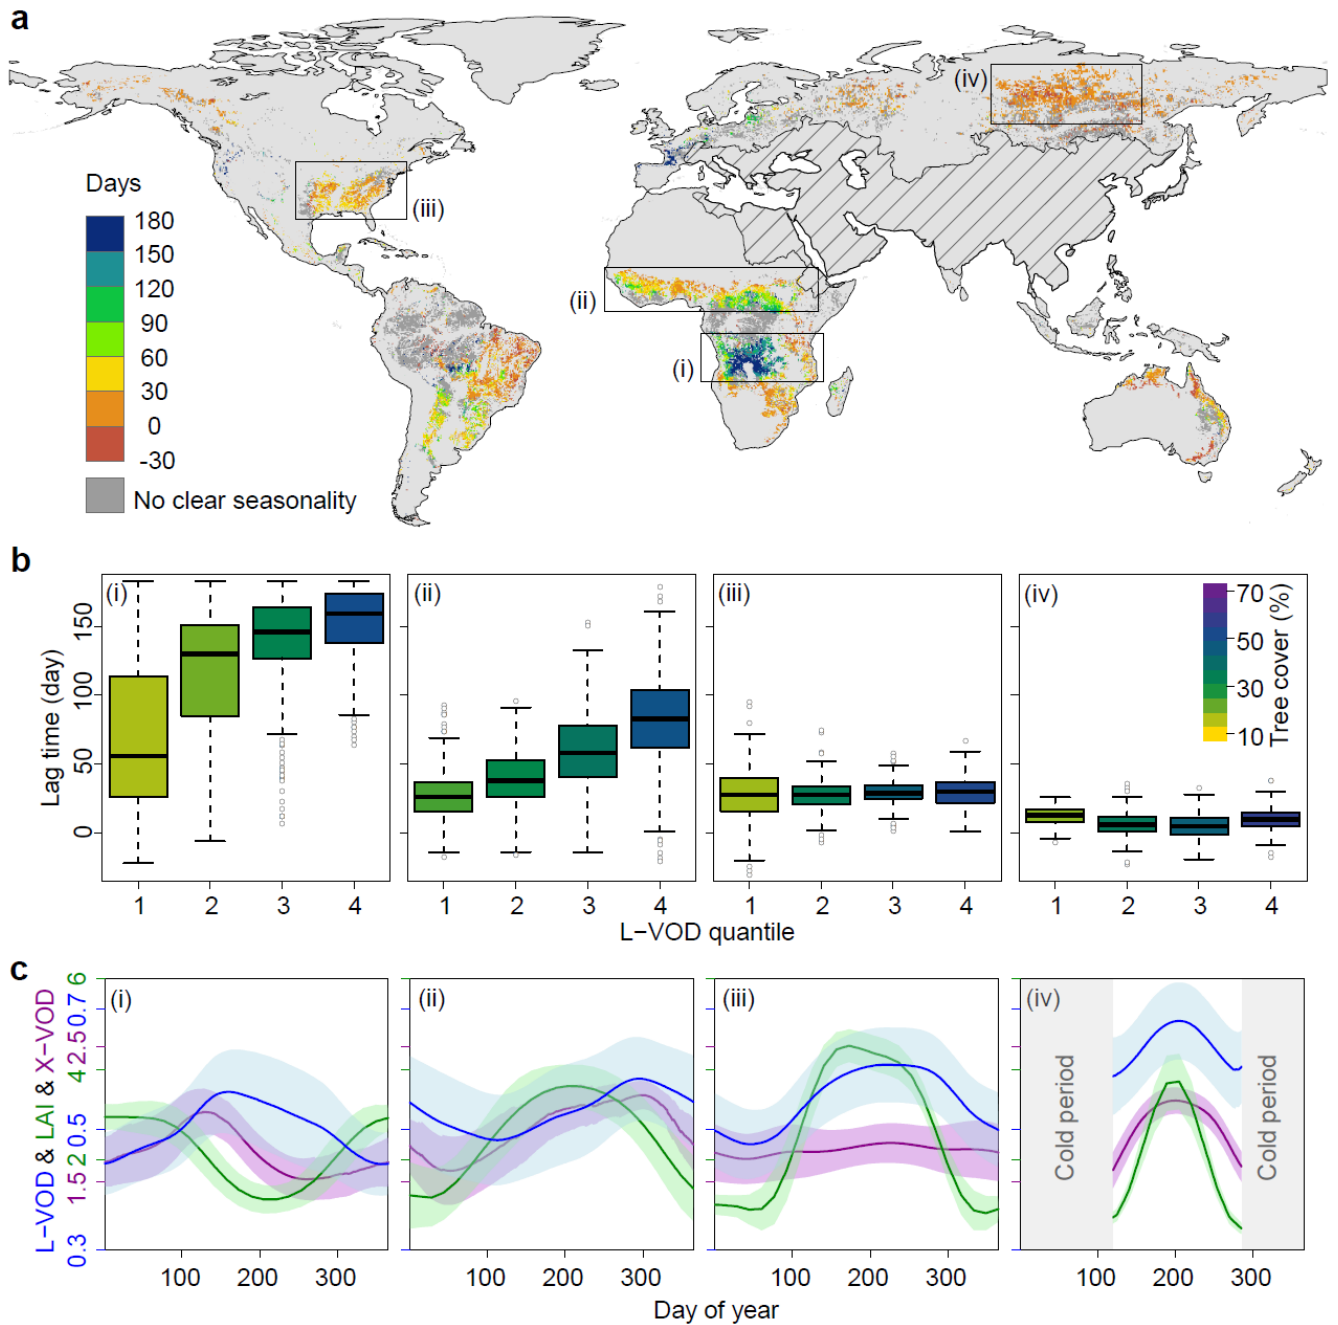 a
(iv)
Days
180
150
120
90
60
30
0
-30
No clear seasonality
(iii)
(ii)
(i)
b
(i)
(ii)
(iii)
(iv)
Lag time (day)
150
100
50
0
70
50
30
10
Tree cover (%)
1 2 3 4
1 2 3 4
1 2 3 4
1 2 3 4
L−VOD quantile
c
(i)
(ii)
(iii)
(iv)
L−VOD & LAI & X−VOD
6
0.7
2.5
4
0.5
2
1.5
0.3
Cold period
Cold period
100 200 300
100 200 300
100 200 300
100 200 300
Day of year